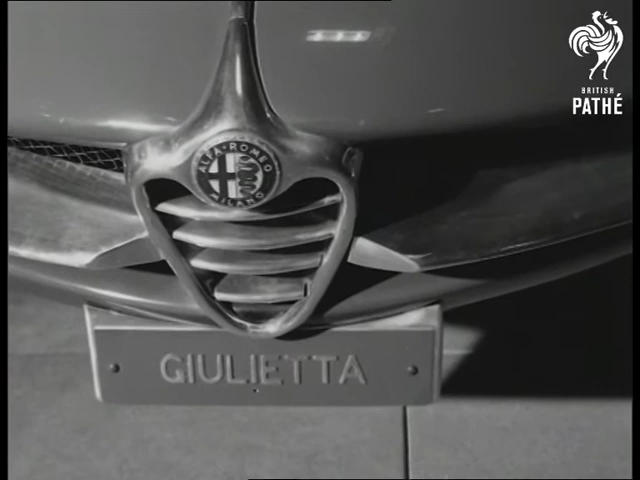 BRITISH
PATHÉ
ALFA·ROMEO
MILANO
GIULIETTA